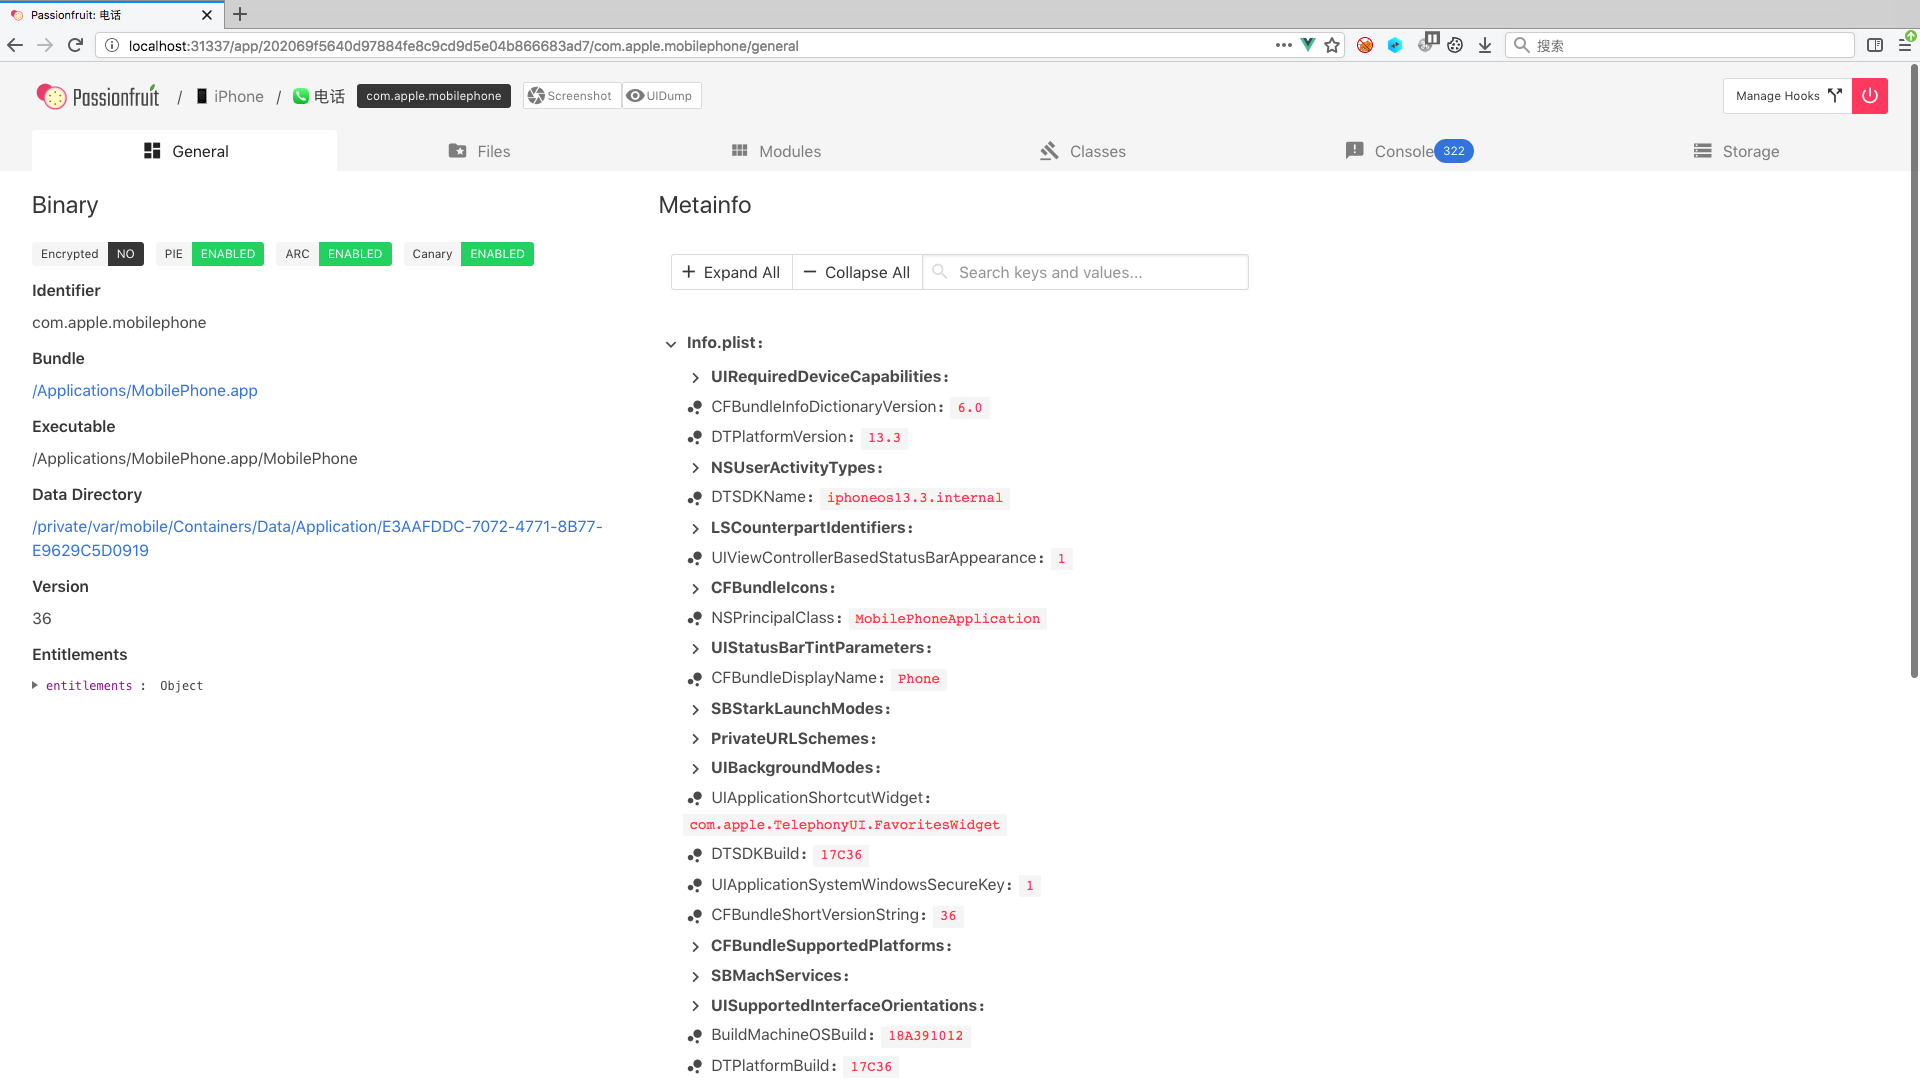 Passionfruit: 电话
localhost:31337/app/202069f5640d97884fe8c9cd9d5e04b866683ad7/com.apple.mobilephone/general
搜索
Passionfruit / iPhone / 电话 com.apple.mobilephone Screenshot UIDump Manage Hooks
General Files Modules Classes Console 322 Storage
Binary
Encrypted NO PIE ENABLED ARC ENABLED Canary ENABLED
Identifier
com.apple.mobilephone
Bundle
/Applications/MobilePhone.app
Executable
/Applications/MobilePhone.app/MobilePhone
Data Directory
/private/var/mobile/Containers/Data/Application/E3AAFDDC-7072-4771-8B77-
E9629C5D0919
Version
36
Entitlements
entitlements : Object
Metainfo
Expand All Collapse All Search keys and values...
Info.plist:
UIRequiredDeviceCapabilities:
CFBundleInfoDictionaryVersion: 6.0
DTPlatformVersion: 13.3
NSUserActivityTypes:
DTSDKName: iphoneos13.3.internal
LSCounterpartIdentifiers:
UIViewControllerBasedStatusBarAppearance: 1
CFBundleIcons:
NSPrincipalClass: MobilePhoneApplication
UIStatusBarTintParameters:
CFBundleDisplayName: Phone
SBStarkLaunchModes:
PrivateURLSchemes:
UIBackgroundModes:
UIApplicationShortcutWidget:
com.apple.TelephonyUI.FavoritesWidget
DTSDKBuild: 17C36
UIApplicationSystemWindowsSecureKey: 1
CFBundleShortVersionString: 36
CFBundleSupportedPlatforms:
SBMachServices:
UISupportedInterfaceOrientations:
BuildMachineOSBuild: 18A391012
DTPlatformBuild: 17C36